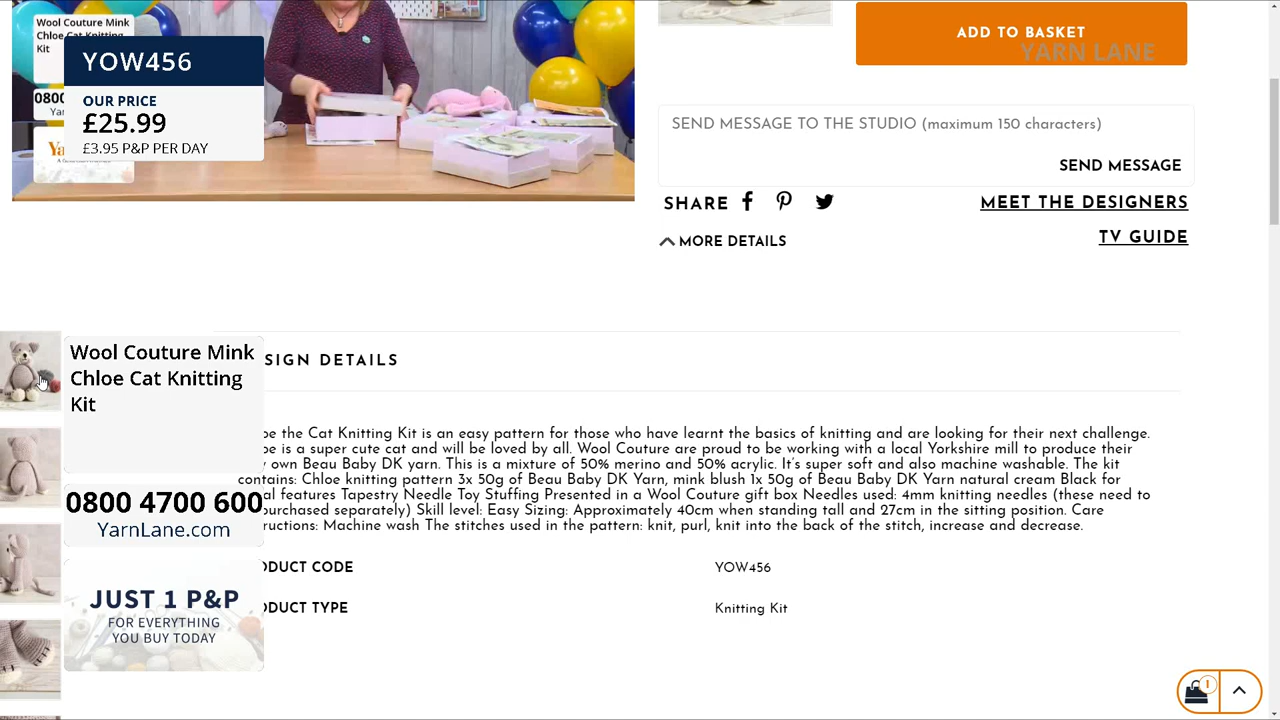 Wool Couture Mink
Chloe Cat Knitting
Kit
YOW456
OUR PRICE
£25.99
£3.95 P&P PER DAY
0800
Ya
ADD TO BASKET
YARN LANE
SEND MESSAGE TO THE STUDIO (maximum 150 characters)
SEND MESSAGE
SHARE
MEET THE DESIGNERS
MORE DETAILS
TV GUIDE
Wool Couture Mink
Chloe Cat Knitting
Kit
SIGN DETAILS
be the Cat Knitting Kit is an easy pattern for those who have learnt the basics of knitting and are looking for their next challenge.
oe is a super cute cat and will be loved by all. Wool Couture are proud to be working with a local Yorkshire mill to produce their
own Beau Baby DK yarn. This is a mixture of 50% merino and 50% acrylic. It's super soft and also machine washable. The kit
contains: Chloe knitting pattern 3x 50g of Beau Baby DK Yarn, mink blush 1x 50g of Beau Baby DK Yarn natural cream Black for
al features Tapestry Needle Toy Stuffing Presented in a Wool Couture gift box Needles used: 4mm knitting needles (these need to
purchased separately) Skill level: Easy Sizing: Approximately 40cm when standing tall and 27cm in the sitting position. Care
tructions: Machine wash The stitches used in the pattern: knit, purl, knit into the back of the stitch, increase and decrease.
0800 4700 600
YarnLane.com
ODUCT CODE
YOW456
JUST 1 P&P
FOR EVERYTHING
YOU BUY TODAY
ODUCT TYPE
Knitting Kit
1